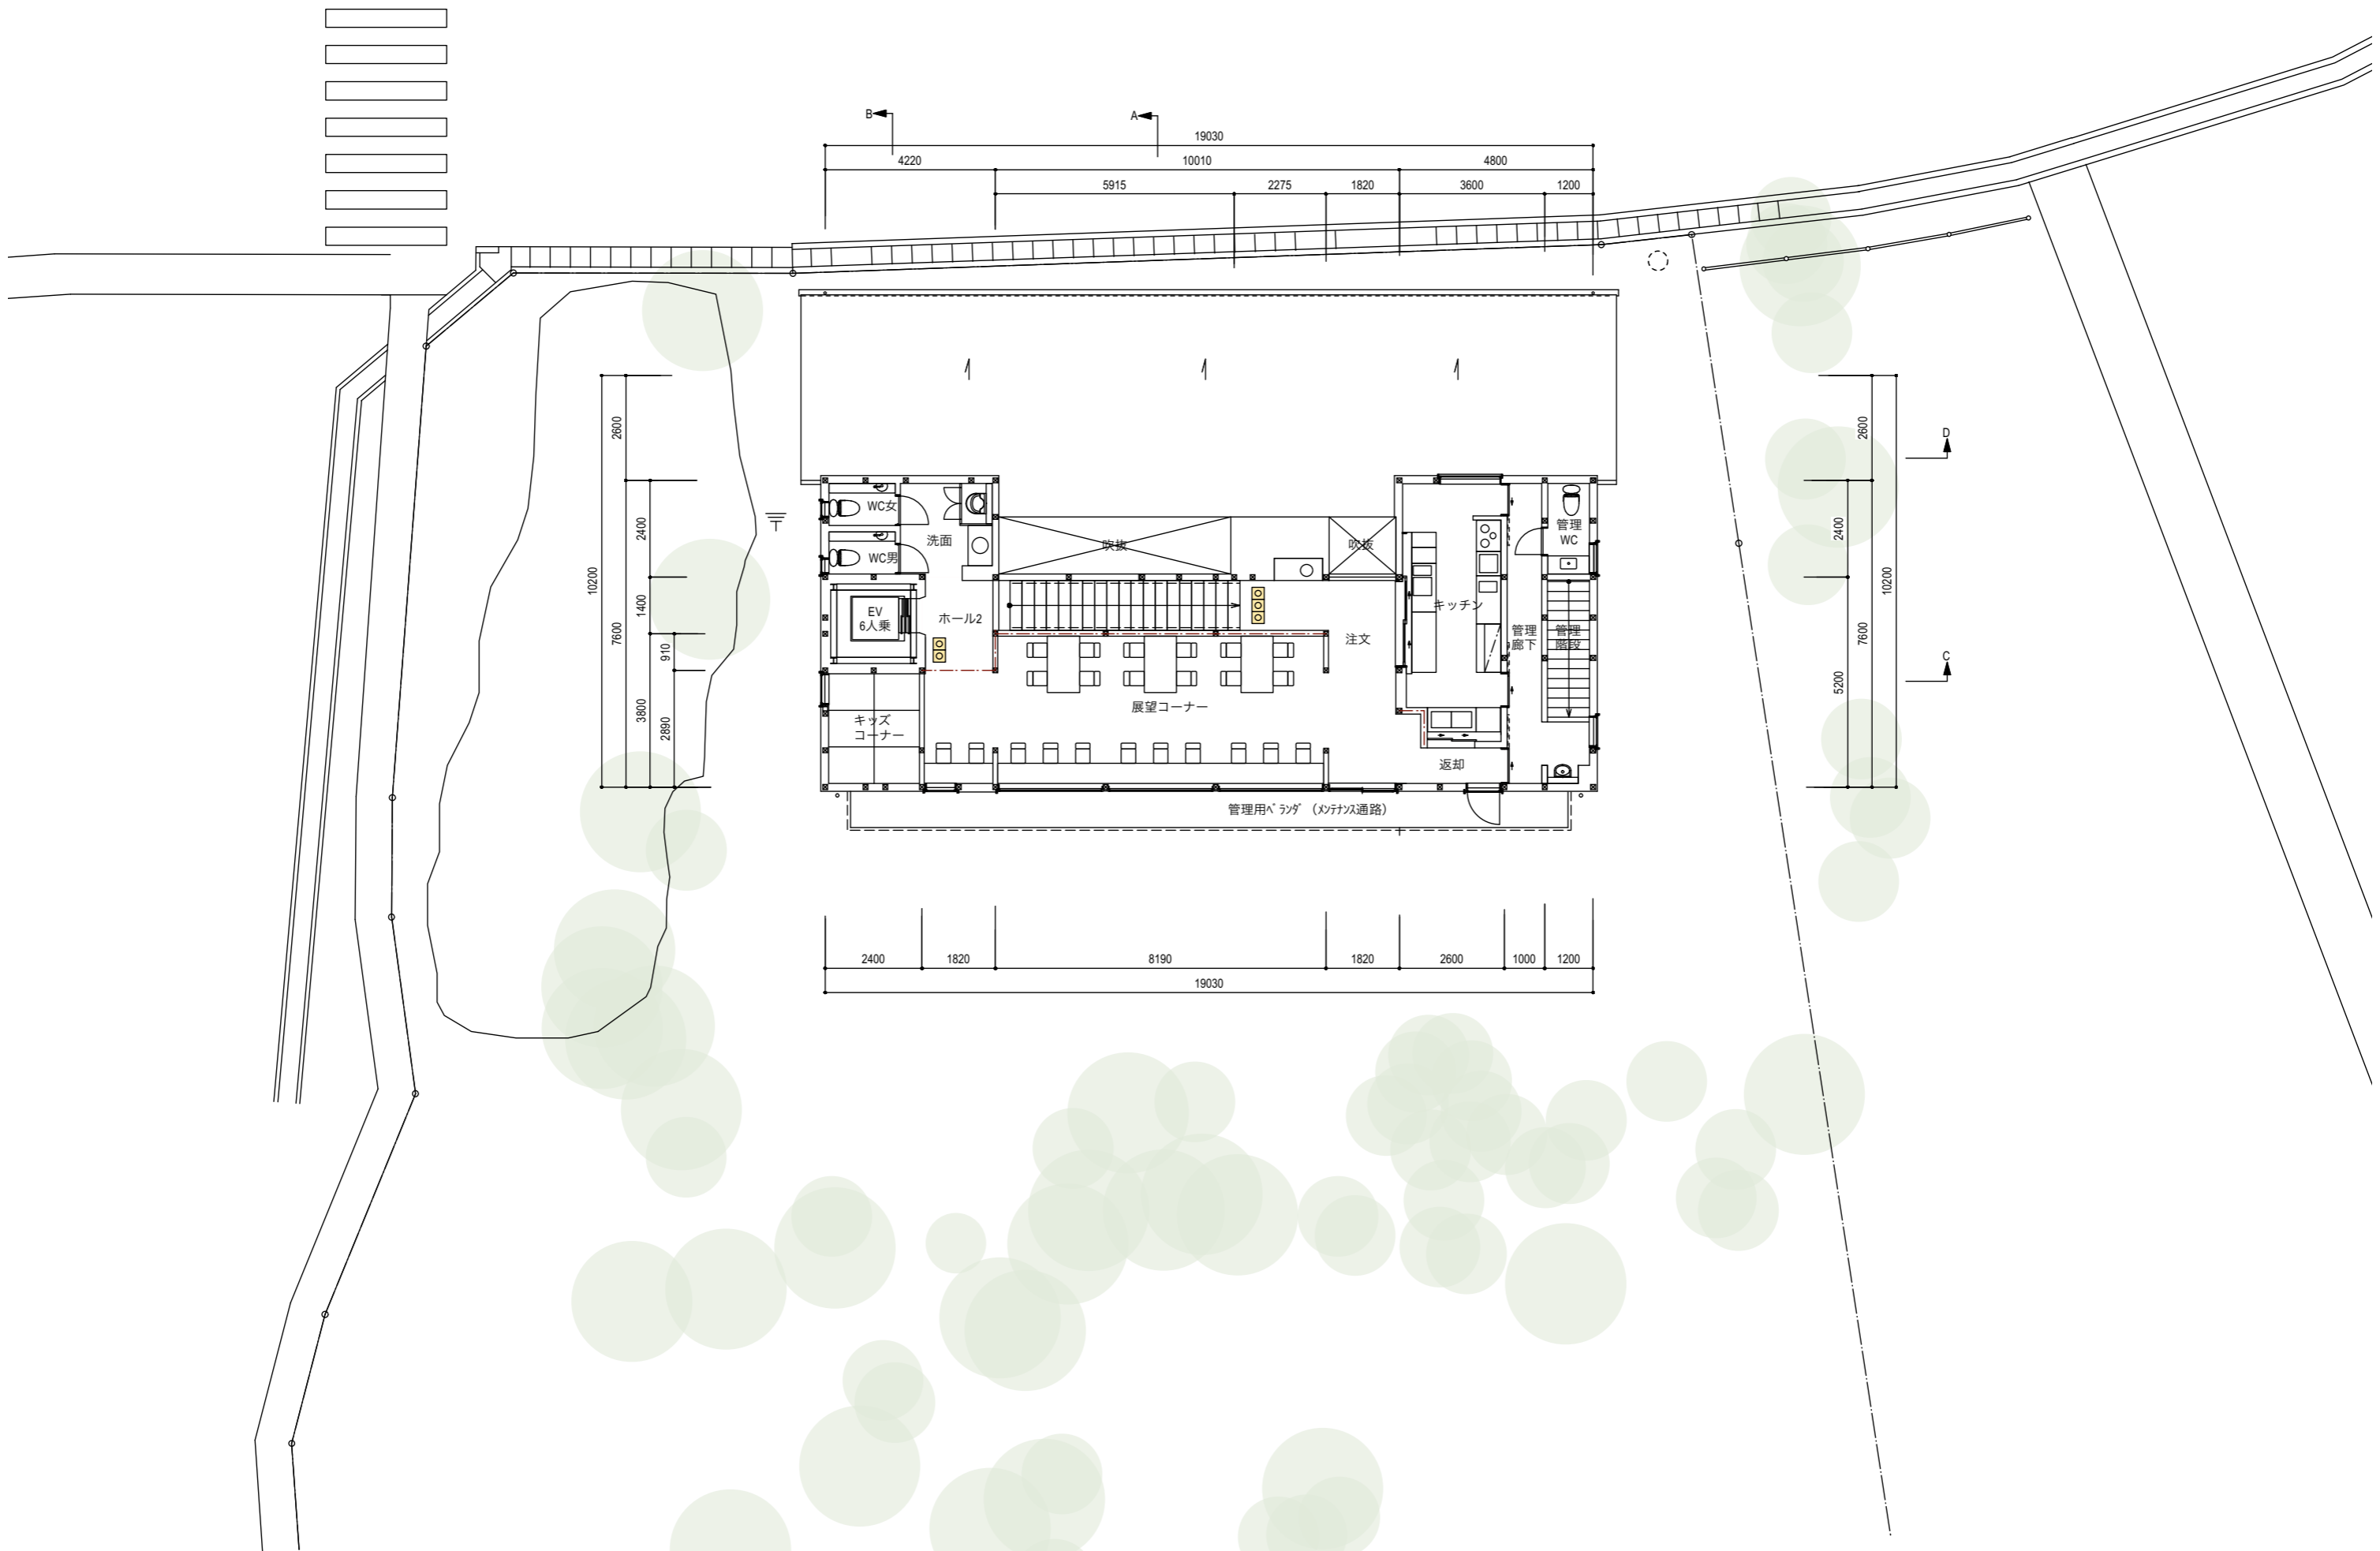 B
A
19030
4220
10010
4800
5915
2275
1820
3600
1200
2600
2400
1400
910
3800
2890
7600
10200
WC女
WC男
洗面
EV
6人乗
ホール2
吹抜
吹抜
キッチン
注文
管理
WC
管理
廊下
管理
階段
キッズ
コーナー
展望コーナー
返却
管理用ベランダ（メンテナンス通路）
2600
2400
5200
7600
10200
D
C
2400
1820
8190
1820
2600
1000
1200
19030